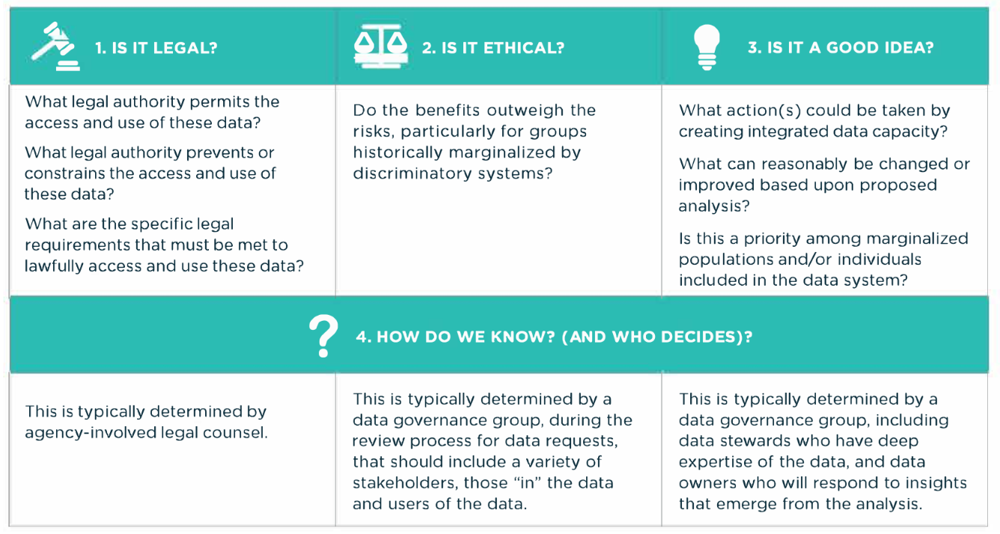 1. IS IT LEGAL?
What legal authority permits the
access and use of these data?
What legal authority prevents or
constrains the access and use of
these data?
What are the specific legal
requirements that must be met to
lawfully access and use these data?
2. IS IT ETHICAL?
Do the benefits outweigh the
risks, particularly for groups
historically marginalized by
discriminatory systems?
3. IS IT A GOOD IDEA?
What action(s) could be taken by
creating integrated data capacity?
What can reasonably be changed or
improved based upon proposed
analysis?
Is this a priority among marginalized
populations and/or individuals
included in the data system?
? 4. HOW DO WE KNOW? (AND WHO DECIDES)?
This is typically determined by
agency-involved legal counsel.
This is typically determined by a
data governance group, during the
review process for data requests,
that should include a variety of
stakeholders, those “in” the data
and users of the data.
This is typically determined by a
data governance group, including
data stewards who have deep
expertise of the data, and data
owners who will respond to insights
that emerge from the analysis.